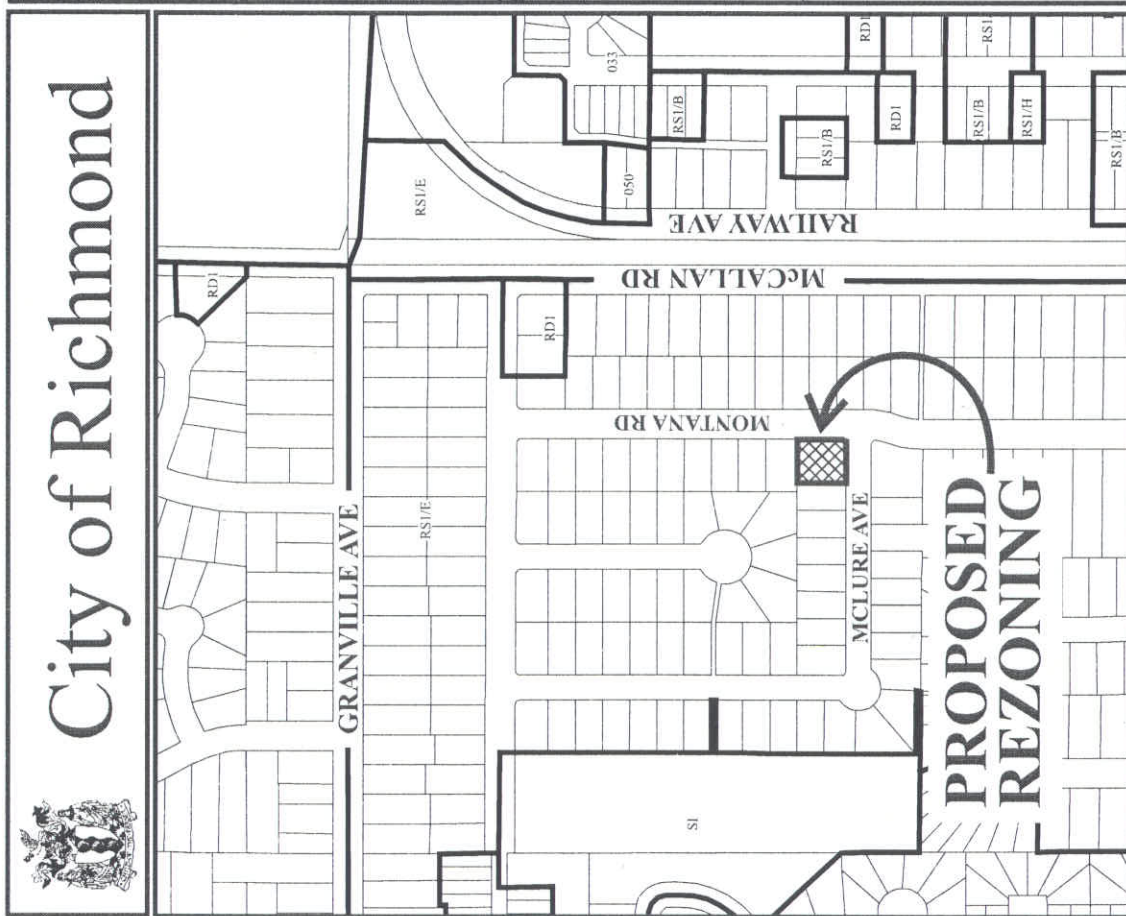 City of Richmond
RD1
GRANVILLE AVE
RS1/E
RS1/E
033
050
RS1/B
RS1/B
RD1
RD1
RS1/B
RS1/H
RS1/B
RAILWAY AVE
McCALLAN RD
RD1
MONTANA RD
MCLURE AVE
SI
PROPOSED
REZONING